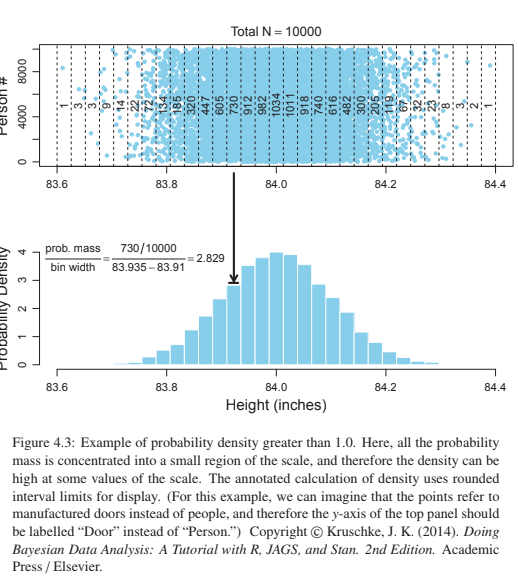 Total N = 10000
Person #
0 4000 8000
1 3 3 9 14 22 72 134 185 320 447 605 730 912 982 1034 1011 918 740 616 482 300 205 119 67 32 23 8 3 2 1
83.6 83.8 84.0 84.2 84.4
prob. mass
bin width
=
730/10000
83.935 − 83.91
= 2.829
Probability Density
0 1 2 3 4
83.6 83.8 84.0 84.2 84.4
Height (inches)
Figure 4.3: Example of probability density greater than 1.0. Here, all the probability
mass is concentrated into a small region of the scale, and therefore the density can be
high at some values of the scale. The annotated calculation of density uses rounded
interval limits for display. (For this example, we can imagine that the points refer to
manufactured doors instead of people, and therefore the y-axis of the top panel should
be labelled “Door” instead of “Person.”) Copyright © Kruschke, J. K. (2014). Doing
Bayesian Data Analysis: A Tutorial with R, JAGS, and Stan. 2nd Edition. Academic
Press / Elsevier.